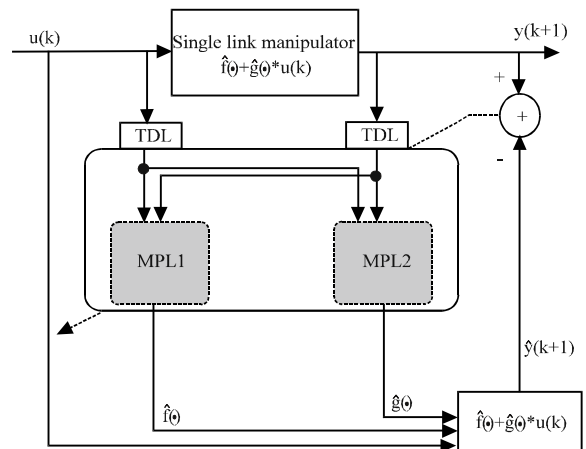 u(k)
Single link manipulator
f̂(•)+ĝ(•)*u(k)
y(k+1)
+
+
-
TDL
TDL
MPL1
MPL2
ŷ(k+1)
f̂(•)
ĝ(•)
f̂(•)+ĝ(•)*u(k)